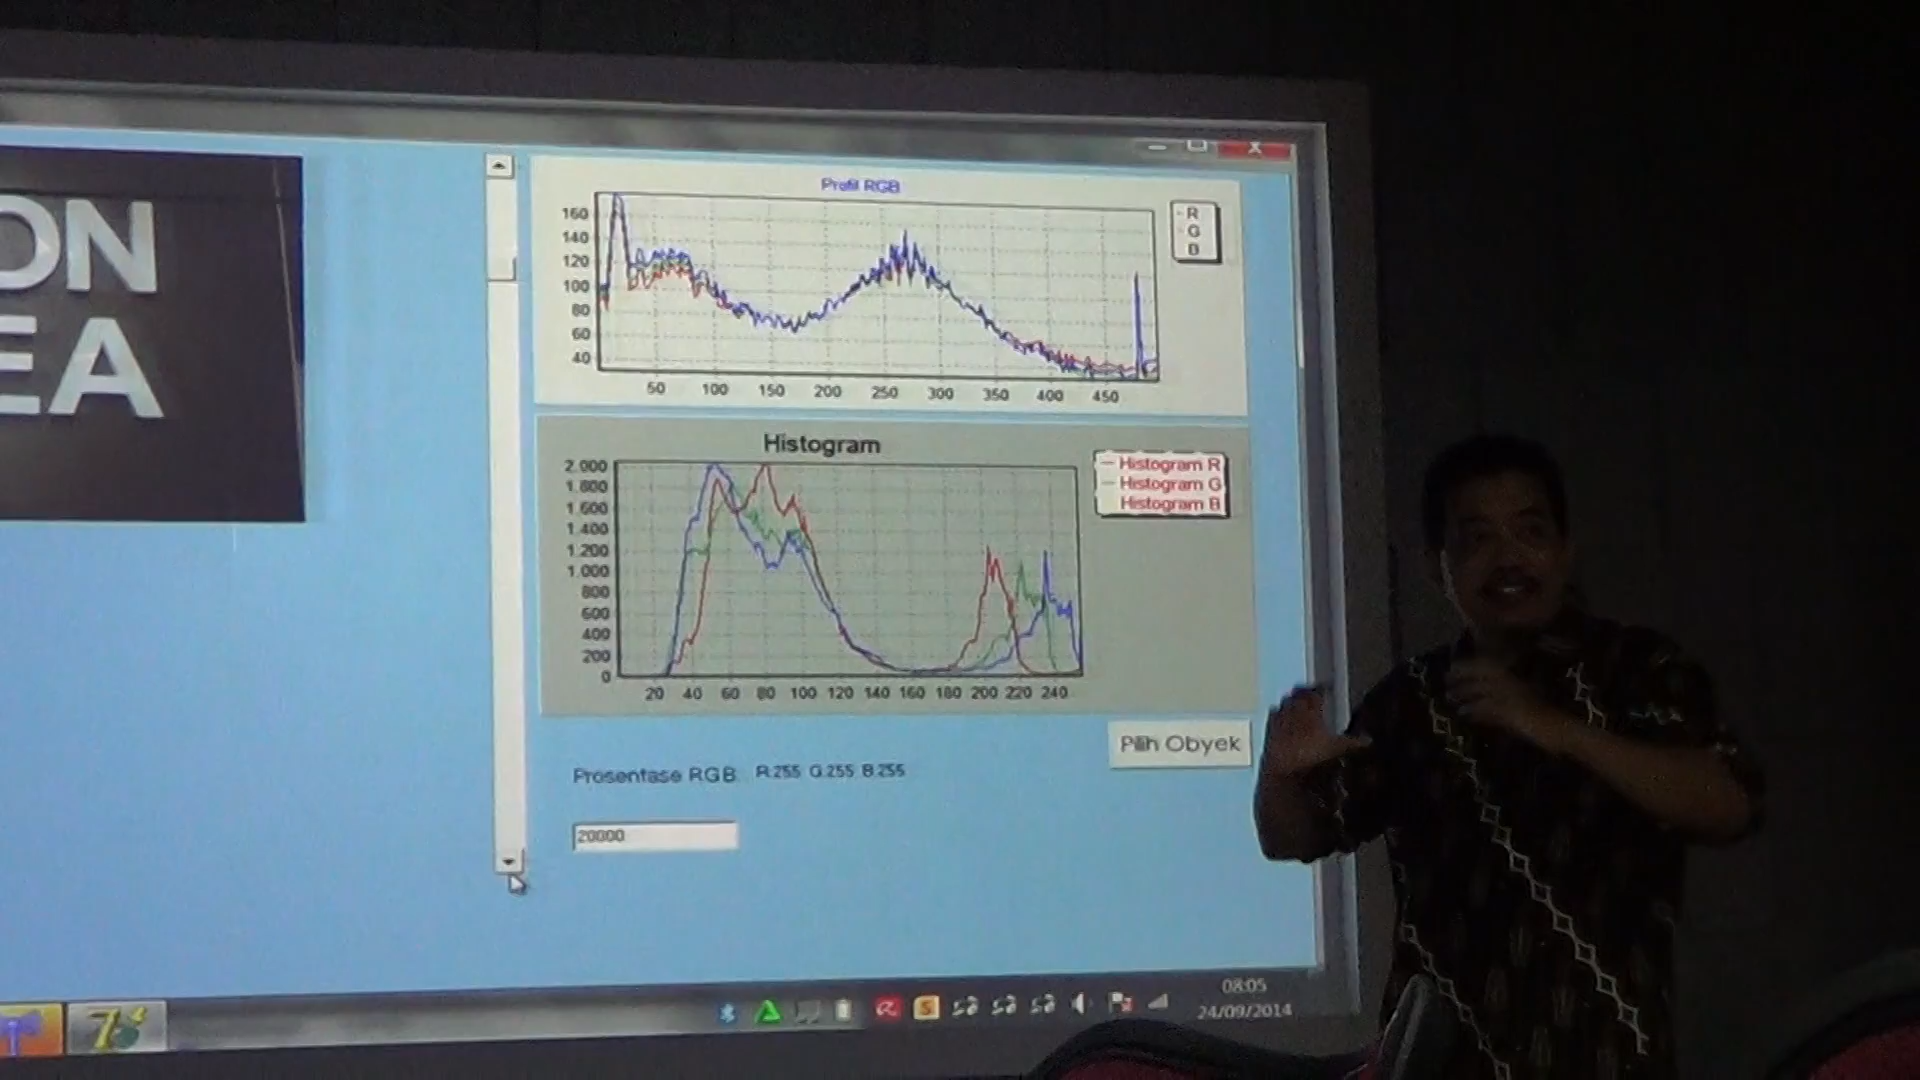 ON
EA
Profil RGB
160
140
120
100
80
60
40
50 100 150 200 250 300 350 400 450
R
G
B
Histogram
2.000
1.800
1.600
1.400
1.200
1.000
800
600
400
200
0
20 40 60 80 100 120 140 160 180 200 220 240
Histogram R
Histogram G
Histogram B
Pilih Obyek
Prosentase RGB R:255 G:255 B:255
20000
7
S
08:05
24/09/2014